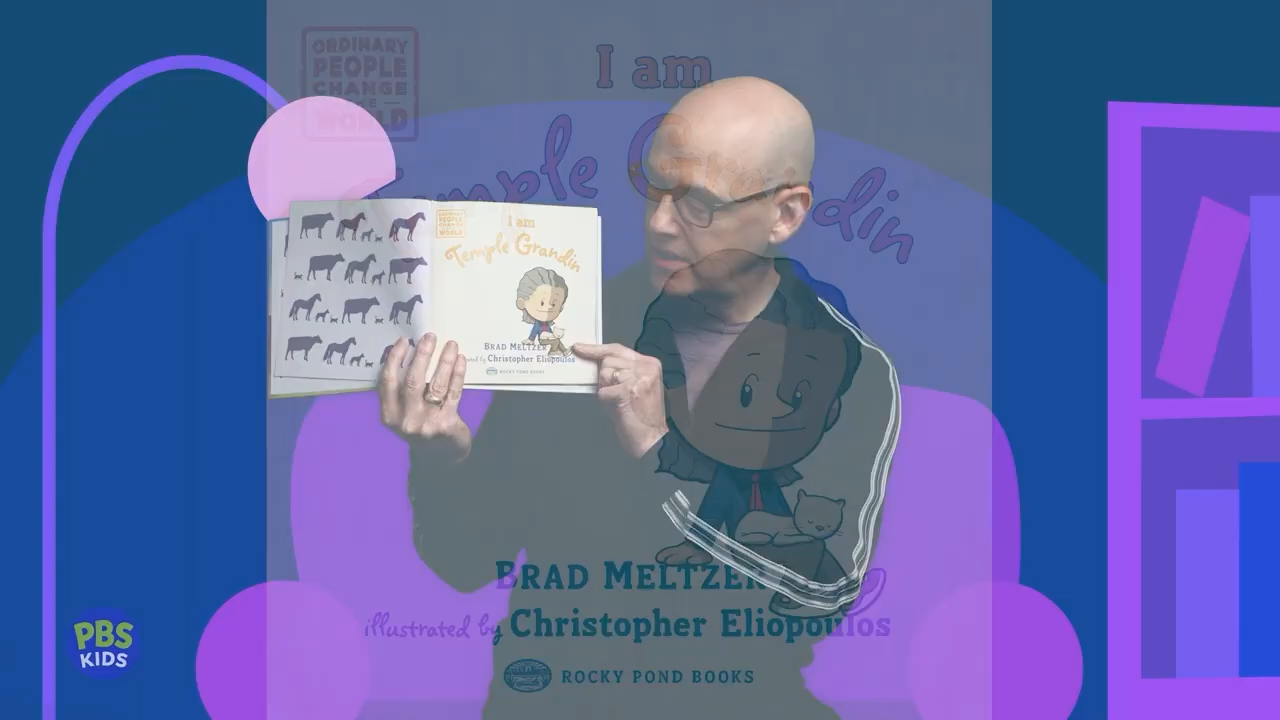 ORDINARY
PEOPLE
CHANGE
THE
WORLD
I am
Temple Grandin
BRAD MELTZER
illustrated by Christopher Eliopoulos
ROCKY POND BOOKS
ORDINARY
PEOPLE
CHANGE
WORLD
I am
Temple Grandin
BRAD MELTZER
Christopher Eliopoulos
ROCKY POND BOOKS
PBS
KIDS